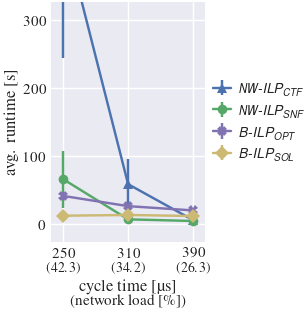 300
200
100
0
avg. runtime [s]
250
310
390
(42.3)
(34.2)
(26.3)
cycle time [µs]
(network load [%])
NW-ILP_CTF
NW-ILP_SNF
B-ILP_OPT
B-ILP_SOL